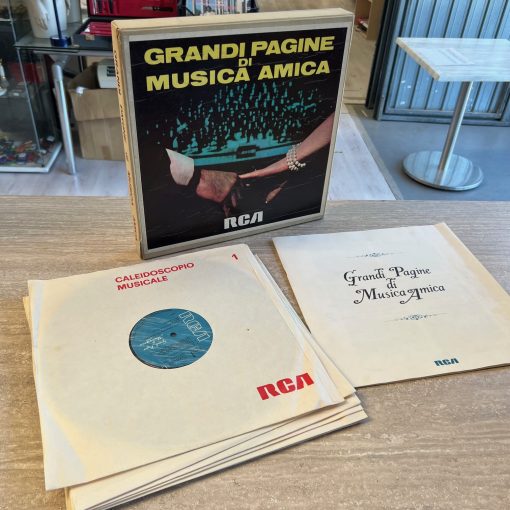 GRANDI PAGINE
DI
MUSICA AMICA
RCA
CALEIDOSCOPIO
MUSICALE
1
RCA
RCA
Grandi Pagine
di
Musica Amica
RCA